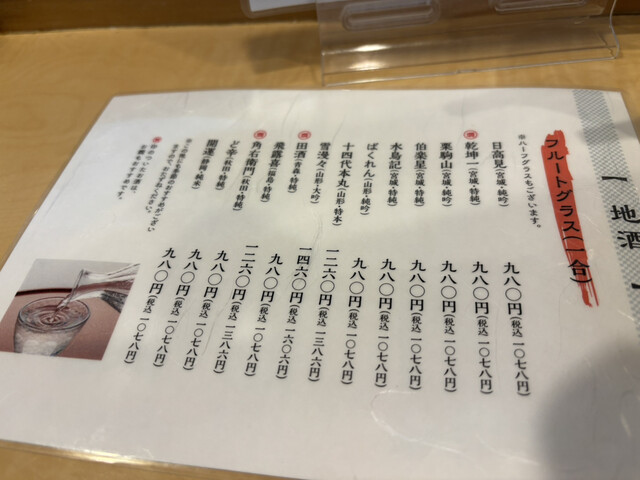 【地酒】
フルートグラス(一合)
※ハーフグラスもございます。
日高見(宮城・純吟) 九八〇円(税込 一〇七八円)
乾坤一(宮城・特純) 九八〇円(税込 一〇七八円)
栗駒山(宮城・純吟) 九八〇円(税込 一〇七八円)
伯楽星(宮城・特純) 九八〇円(税込 一〇七八円)
水鳥記(宮城・特純) 九八〇円(税込 一〇七八円)
ばくれん(山形・純吟) 九八〇円(税込 一〇七八円)
十四代本丸(山形・特本) 一二六〇円(税込 一三八六円)
雪漫々(山形・大吟) 一四六〇円(税込 一六〇六円)
田酒(青森・特純) 九八〇円(税込 一〇七八円)
飛露喜(福島・特純) 一二六〇円(税込 一三八六円)
角右衛門(秋田・特純) 九八〇円(税込 一〇七八円)
ど辛(秋田・特純) 九八〇円(税込 一〇七八円)
開運(静岡・純米) 九八〇円(税込 一〇七八円)